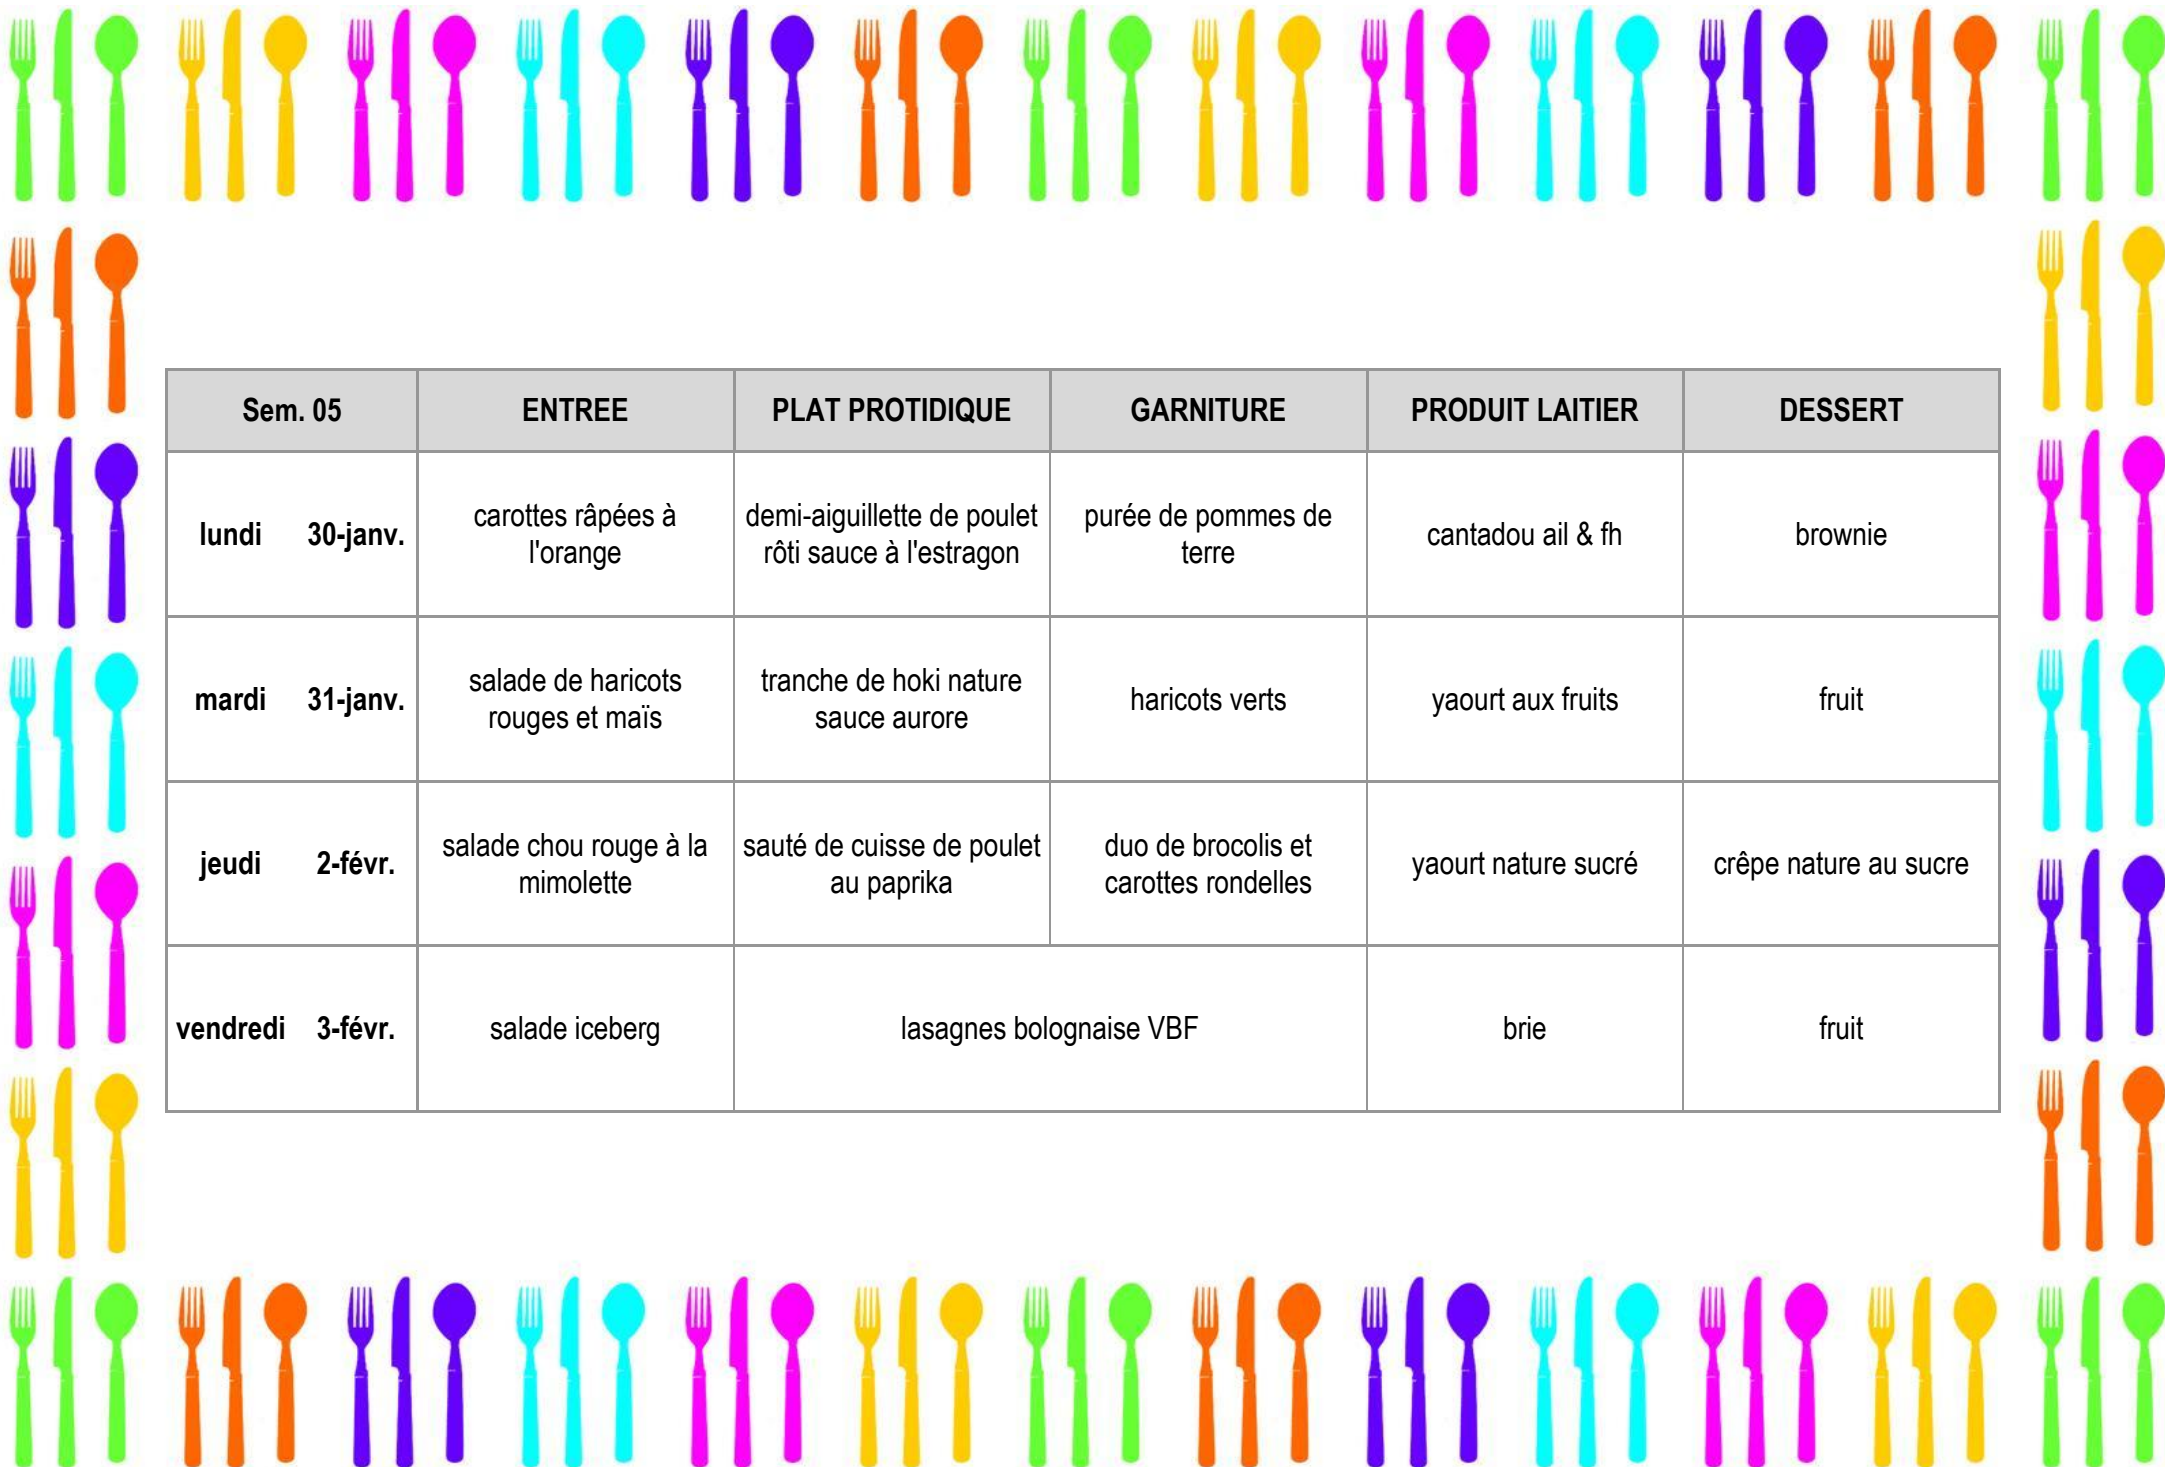 Sem. 05 ENTREE PLAT PROTIDIQUE GARNITURE PRODUIT LAITIER DESSERT
lundi 30-janv.
carottes râpées à
l'orange
demi-aiguillette de poulet
rôti sauce à l'estragon
purée de pommes de
terre
cantadou ail & fh
brownie
mardi 31-janv.
salade de haricots
rouges et maïs
tranche de hoki nature
sauce aurore
haricots verts
yaourt aux fruits
fruit
jeudi 2-févr.
salade chou rouge à la
mimolette
sauté de cuisse de poulet
au paprika
duo de brocolis et
carottes rondelles
yaourt nature sucré
crêpe nature au sucre
vendredi 3-févr.
salade iceberg
lasagnes bolognaise VBF
brie
fruit